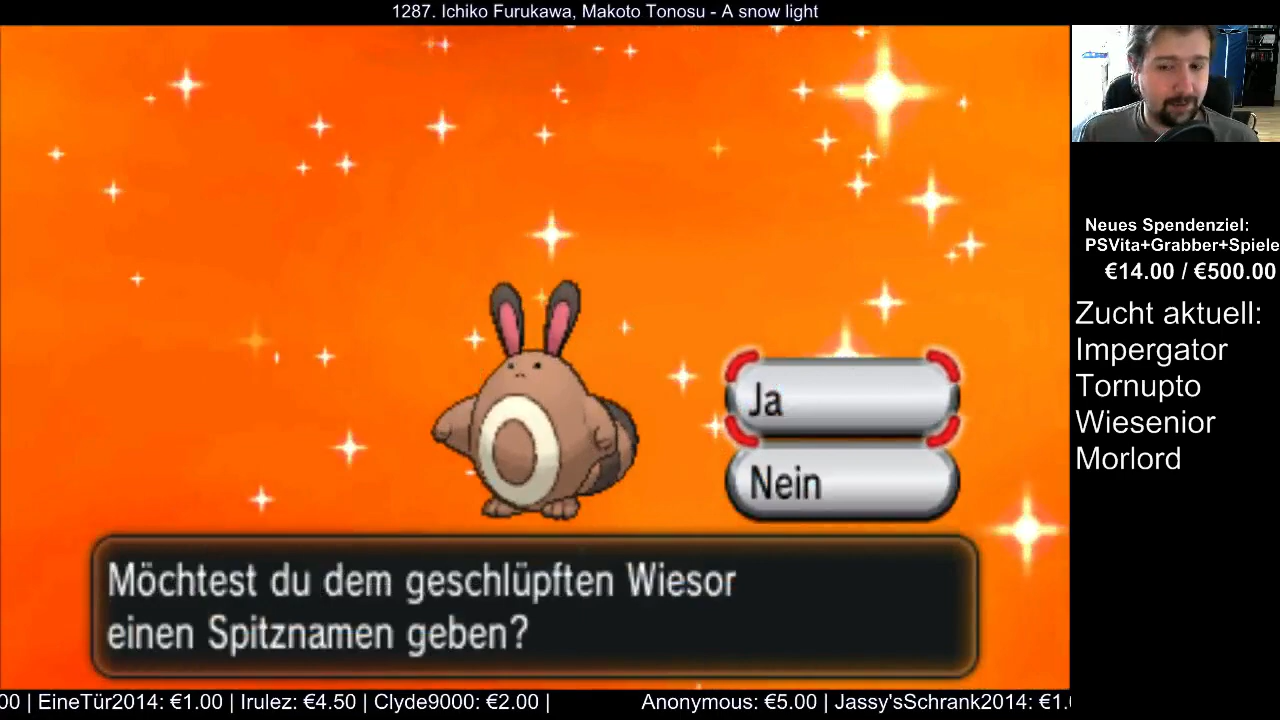 1287. Ichiko Furukawa, Makoto Tonosu - A snow light
Neues Spendenziel:
PSVita+Grabber+Spiele
€14.00 / €500.00
Zucht aktuell:
Impergator
Tornupto
Wiesenior
Morlord
Ja
Nein
Möchtest du dem geschlüpften Wiesor
einen Spitznamen geben?
00 | EineTür2014: €1.00 | Irulez: €4.50 | Clyde9000: €2.00 | Anonymous: €5.00 | Jassy'sSchrank2014: €1.